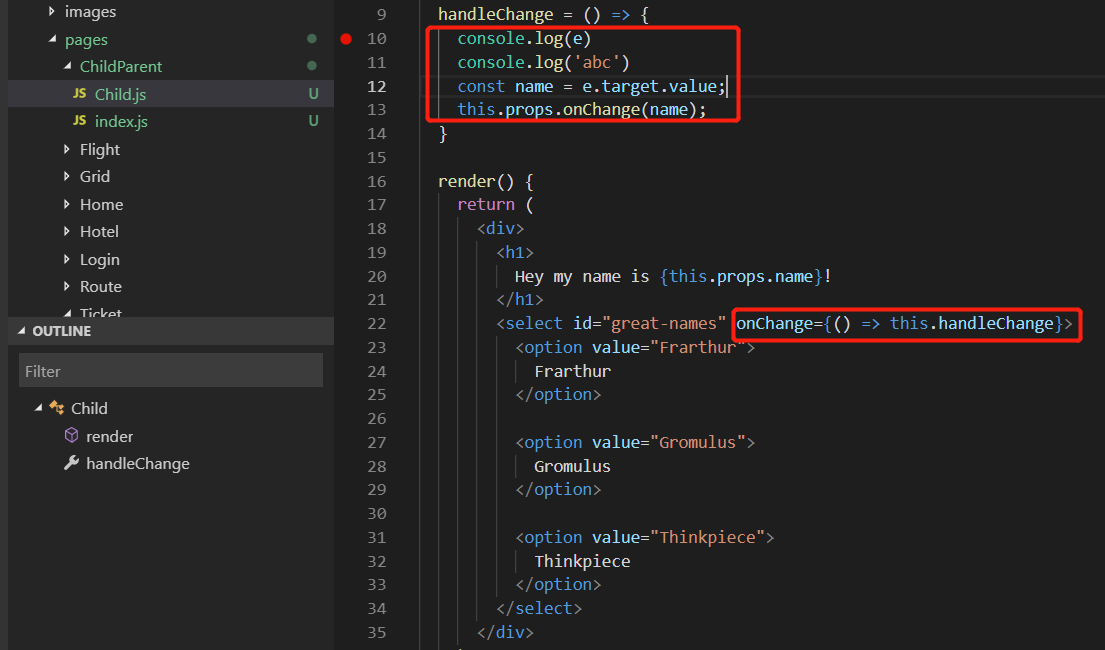 images
pages
ChildParent
JS Child.js U
JS index.js U
Flight
Grid
Home
Hotel
Login
Route
Ticket
OUTLINE
Filter
Child
render
handleChange
9 handleChange = () => {
10 console.log(e)
11 console.log('abc')
12 const name = e.target.value;
13 this.props.onChange(name);
14 }
15
16 render() {
17 return (
18 <div>
19 <h1>
20 Hey my name is {this.props.name}!
21 </h1>
22 <select id="great-names" onChange={() => this.handleChange}>
23 <option value="Frarthur">
24 Frarthur
25 </option>
26
27 <option value="Gromulus">
28 Gromulus
29 </option>
30
31 <option value="Thinkpiece">
32 Thinkpiece
33 </option>
34 </select>
35 </div>